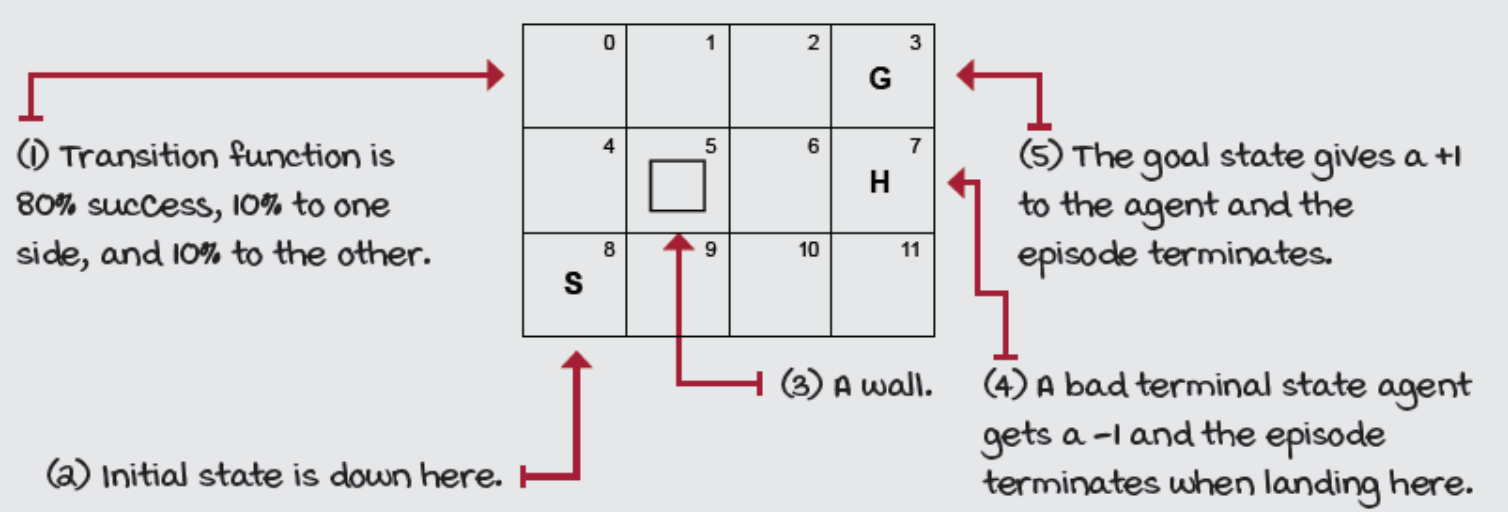 0 1 2 3
G
(1) Transition function is
80% success, 10% to one
side, and 10% to the other.
4 5 6 7
H
(5) The goal state gives a +1
to the agent and the
episode terminates.
8 9 10 11
S
(3) A wall.
(4) A bad terminal state agent
gets a -1 and the episode
terminates when landing here.
(2) Initial state is down here.